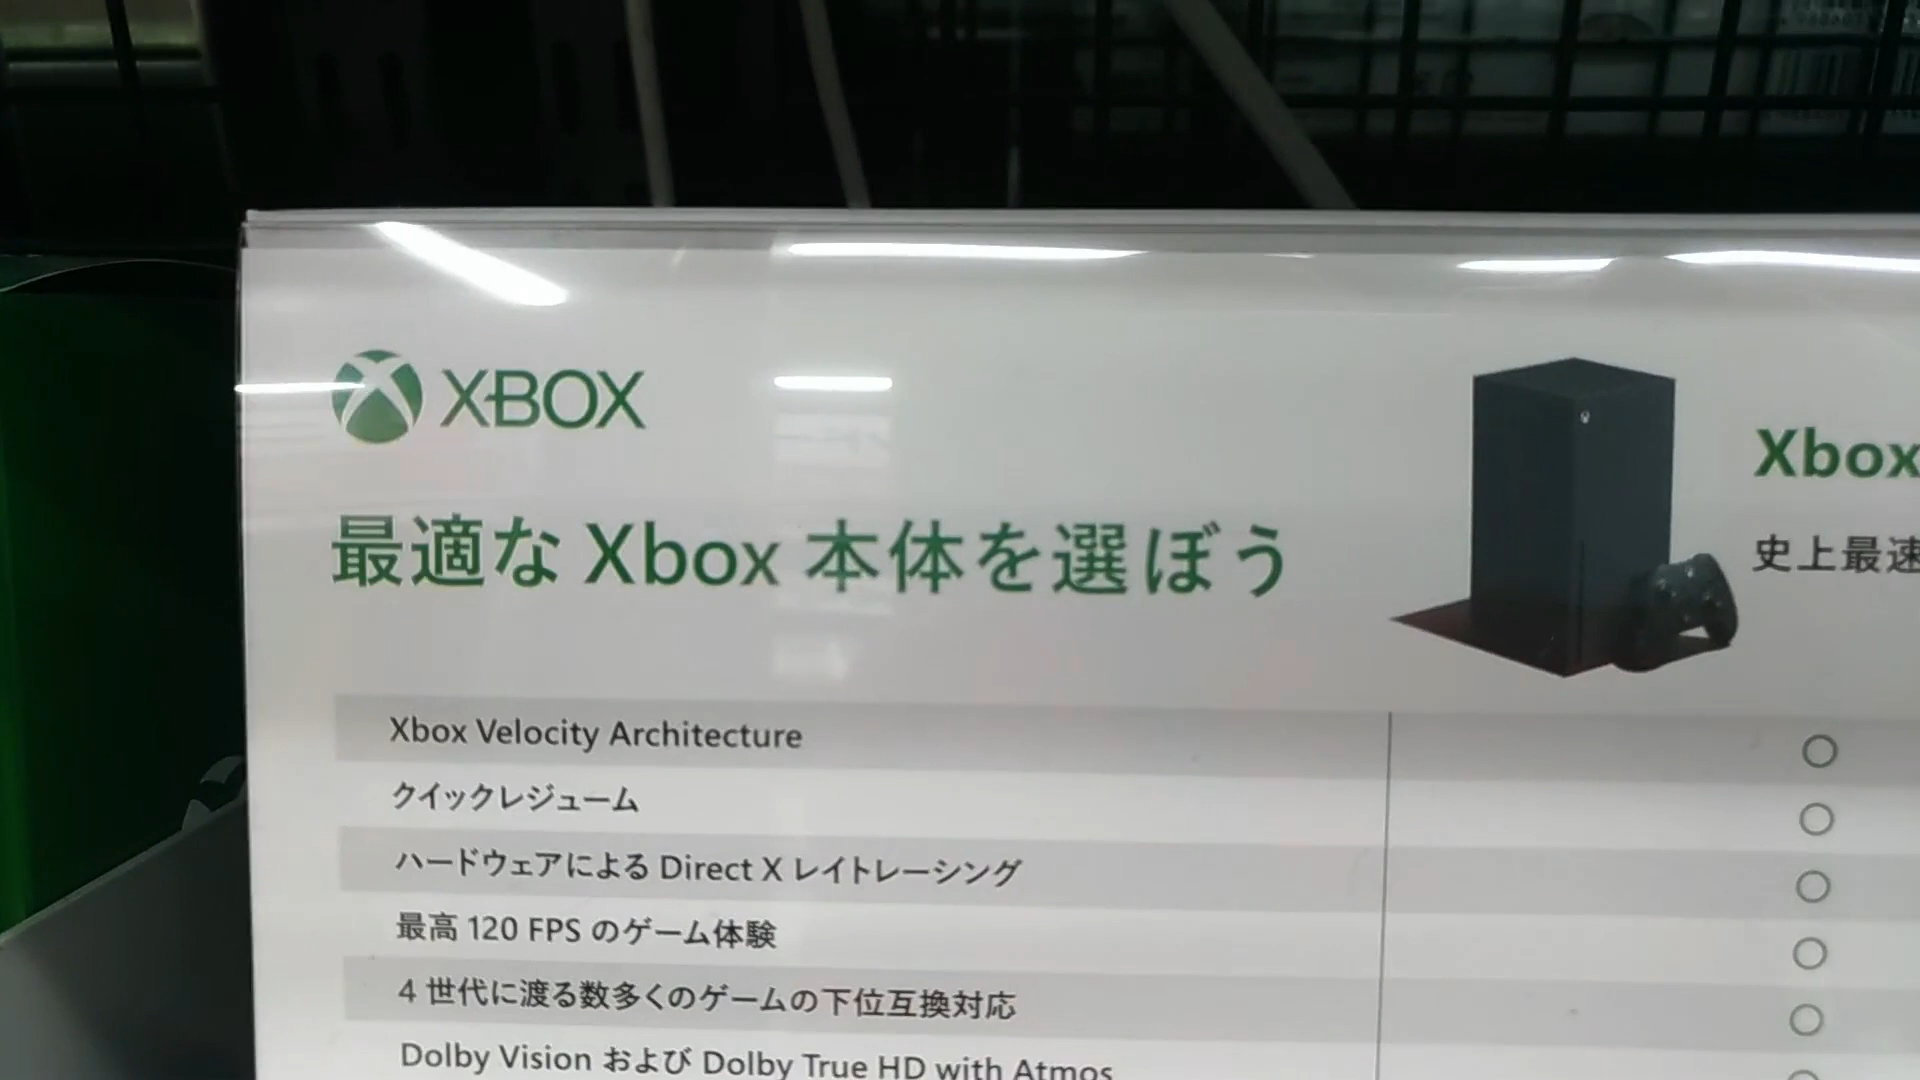 XBOX
最適な Xbox 本体を選ぼう
Xbox
史上最速
Xbox Velocity Architecture ○
クイックレジューム ○
ハードウェアによる Direct X レイトレーシング ○
最高 120 FPS のゲーム体験 ○
4 世代に渡る数多くのゲームの下位互換対応 ○
Dolby Vision および Dolby True HD with Atmos